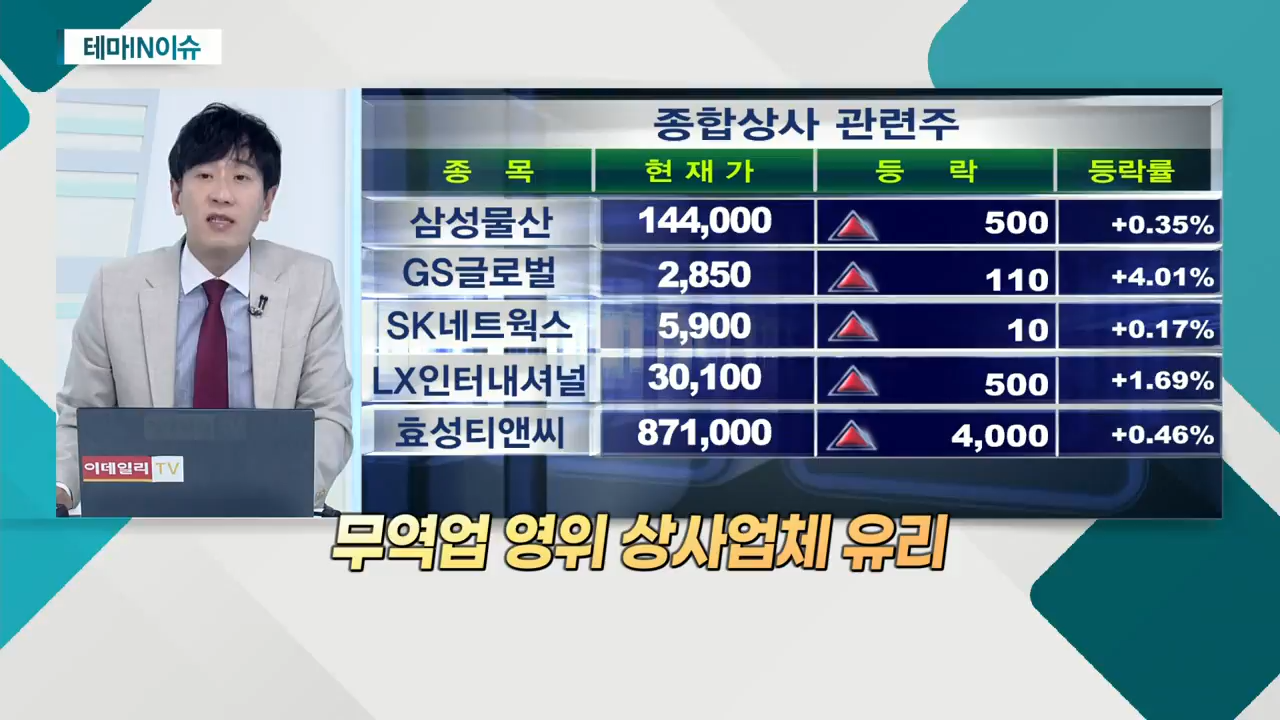 테마IN이슈
종합상사 관련주
종 목 현 재 가 등 락 등락률
삼성물산 144,000 ▲ 500 +0.35%
GS글로벌 2,850 ▲ 110 +4.01%
SK네트웍스 5,900 ▲ 10 +0.17%
LX인터내셔널 30,100 ▲ 500 +1.69%
효성티앤씨 871,000 ▲ 4,000 +0.46%
이데일리TV
무역업 영위 상사업체 유리